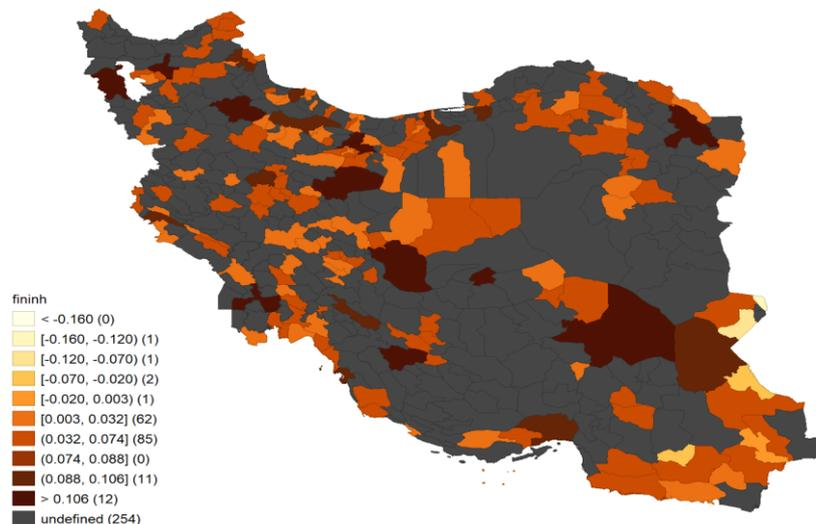 fininh
< -0.160 (0)
[-0.160, -0.120) (1)
[-0.120, -0.070) (1)
[-0.070, -0.020) (2)
[-0.020, 0.003) (1)
[0.003, 0.032] (62)
(0.032, 0.074] (85)
(0.074, 0.088] (0)
(0.088, 0.106] (11)
> 0.106 (12)
undefined (254)